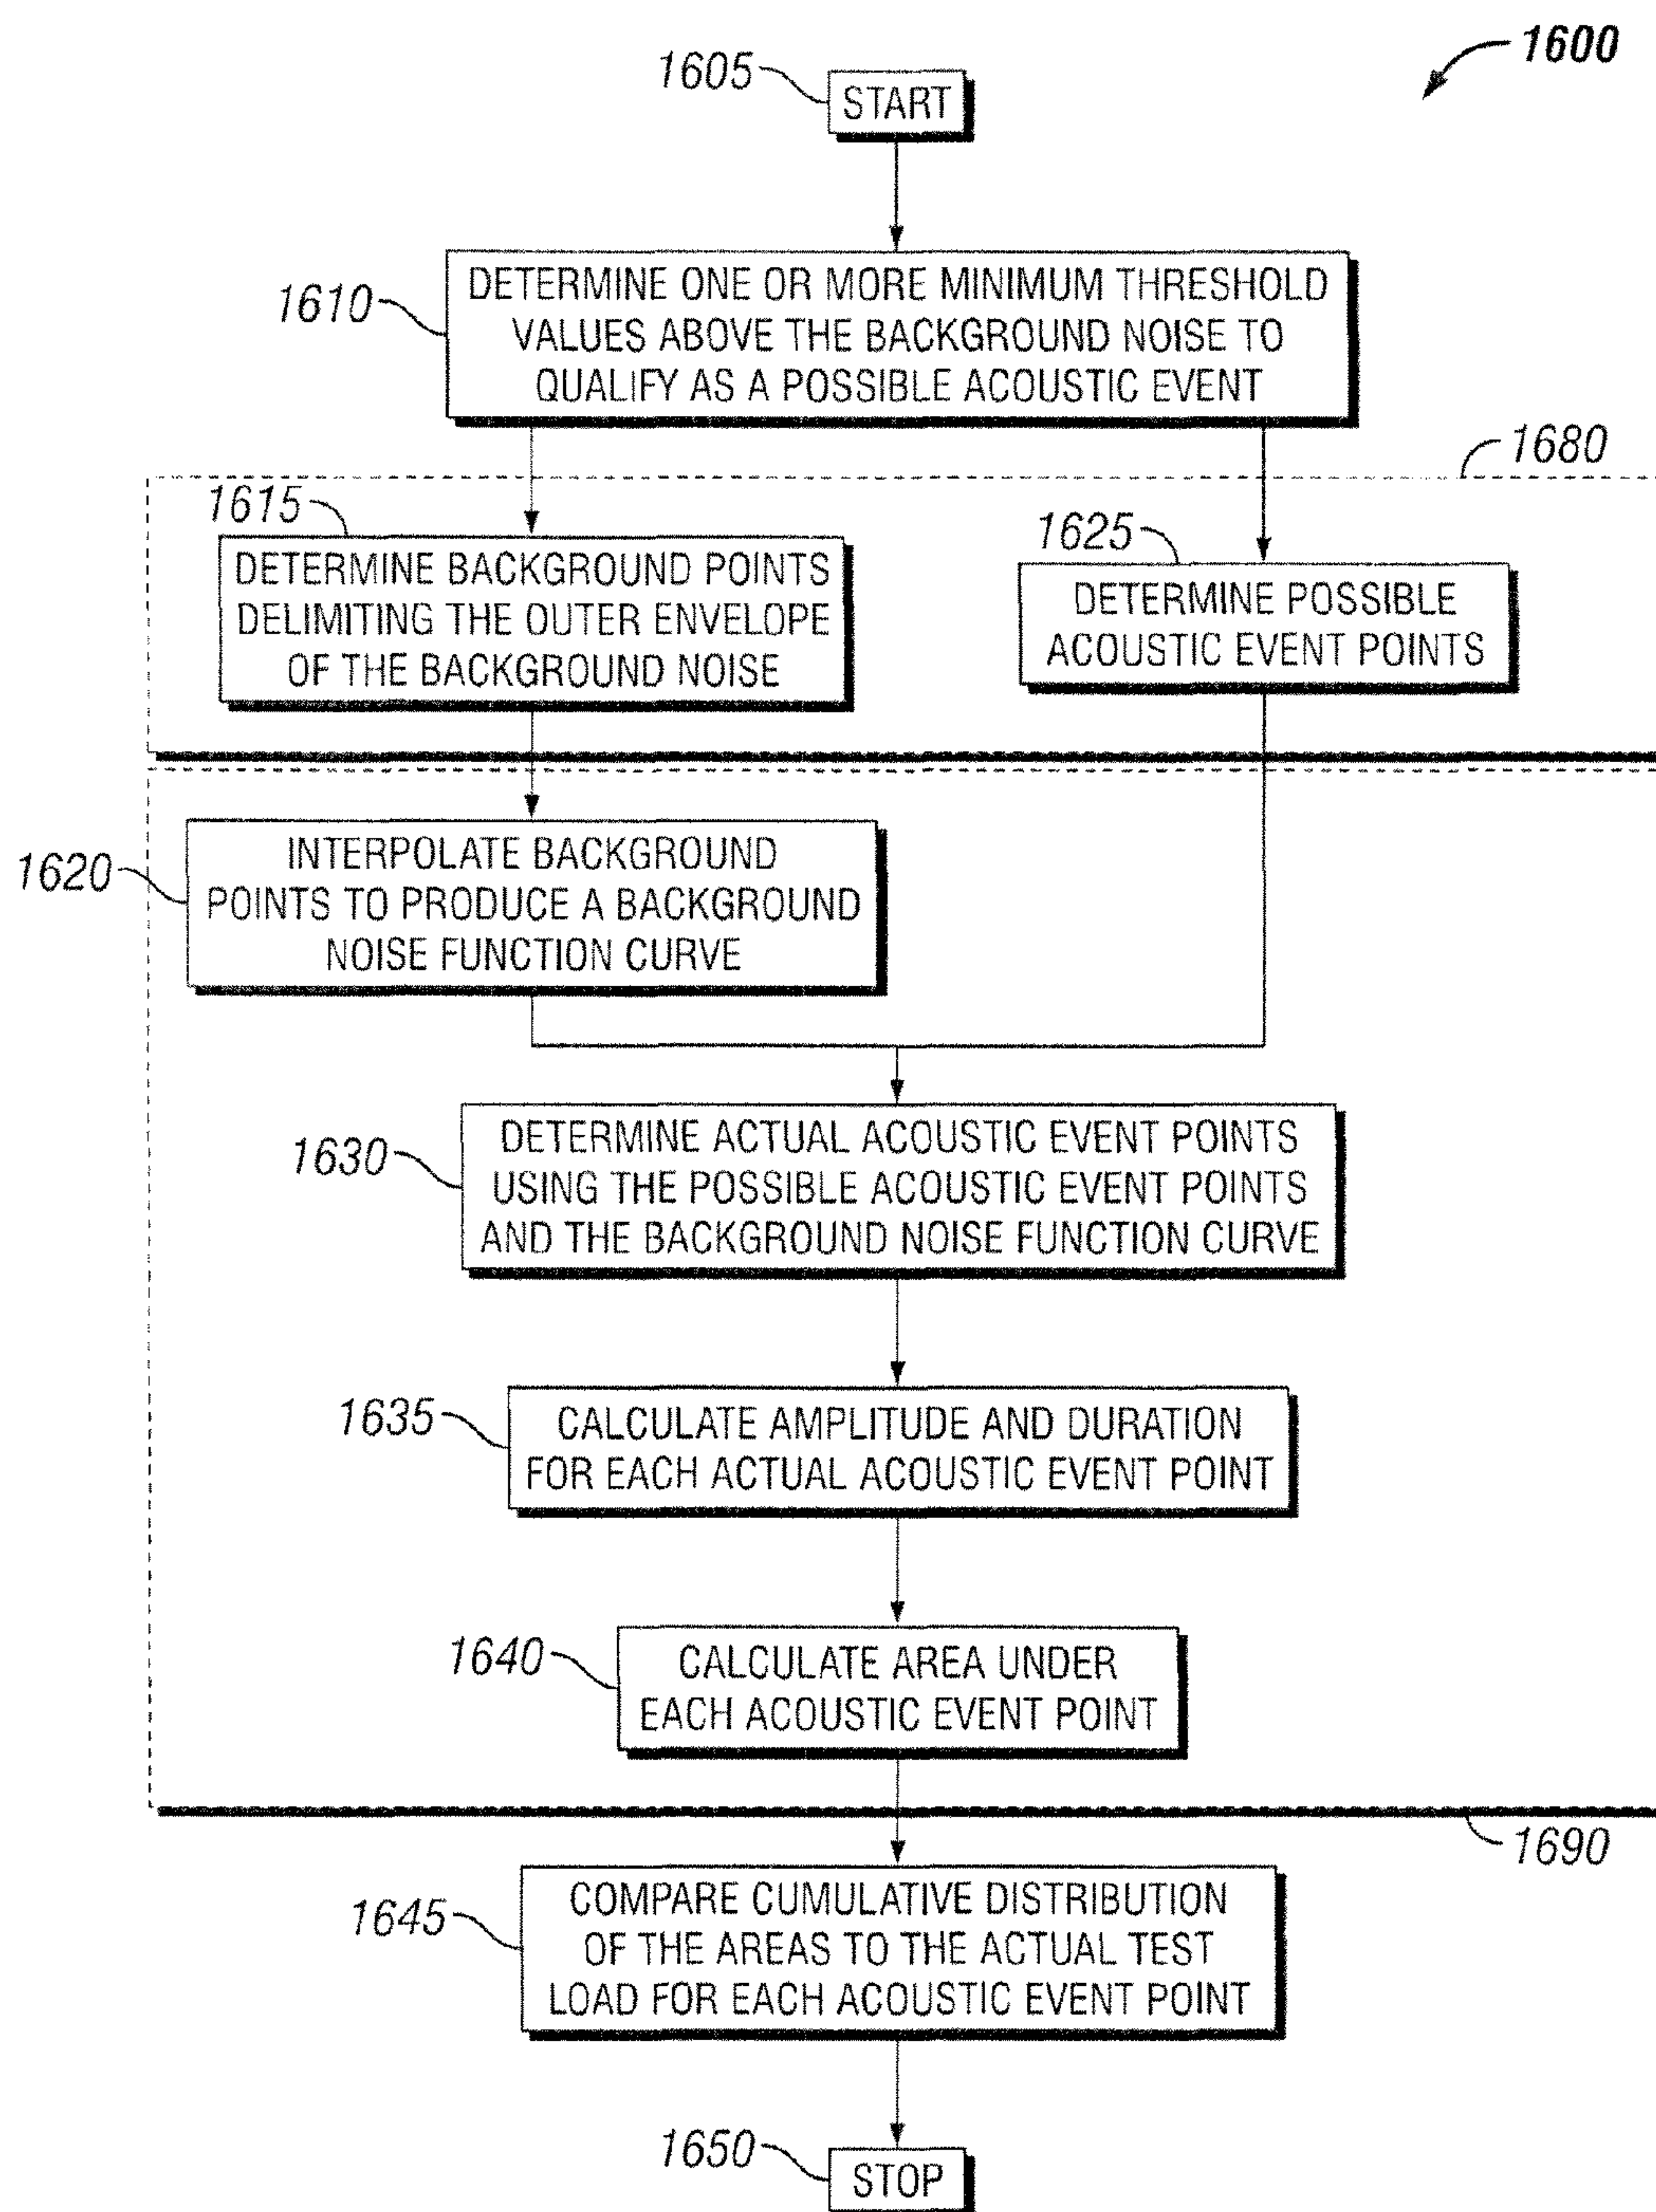 1600
1605
START
1610
DETERMINE ONE OR MORE MINIMUM THRESHOLD
VALUES ABOVE THE BACKGROUND NOISE TO
QUALIFY AS A POSSIBLE ACOUSTIC EVENT
1680
1615
DETERMINE BACKGROUND POINTS
DELIMITING THE OUTER ENVELOPE
OF THE BACKGROUND NOISE
1625
DETERMINE POSSIBLE
ACOUSTIC EVENT POINTS
1620
INTERPOLATE BACKGROUND
POINTS TO PRODUCE A BACKGROUND
NOISE FUNCTION CURVE
1630
DETERMINE ACTUAL ACOUSTIC EVENT POINTS
USING THE POSSIBLE ACOUSTIC EVENT POINTS
AND THE BACKGROUND NOISE FUNCTION CURVE
1635
CALCULATE AMPLITUDE AND DURATION
FOR EACH ACTUAL ACOUSTIC EVENT POINT
1640
CALCULATE AREA UNDER
EACH ACOUSTIC EVENT POINT
1690
1645
COMPARE CUMULATIVE DISTRIBUTION
OF THE AREAS TO THE ACTUAL TEST
LOAD FOR EACH ACOUSTIC EVENT POINT
1650
STOP